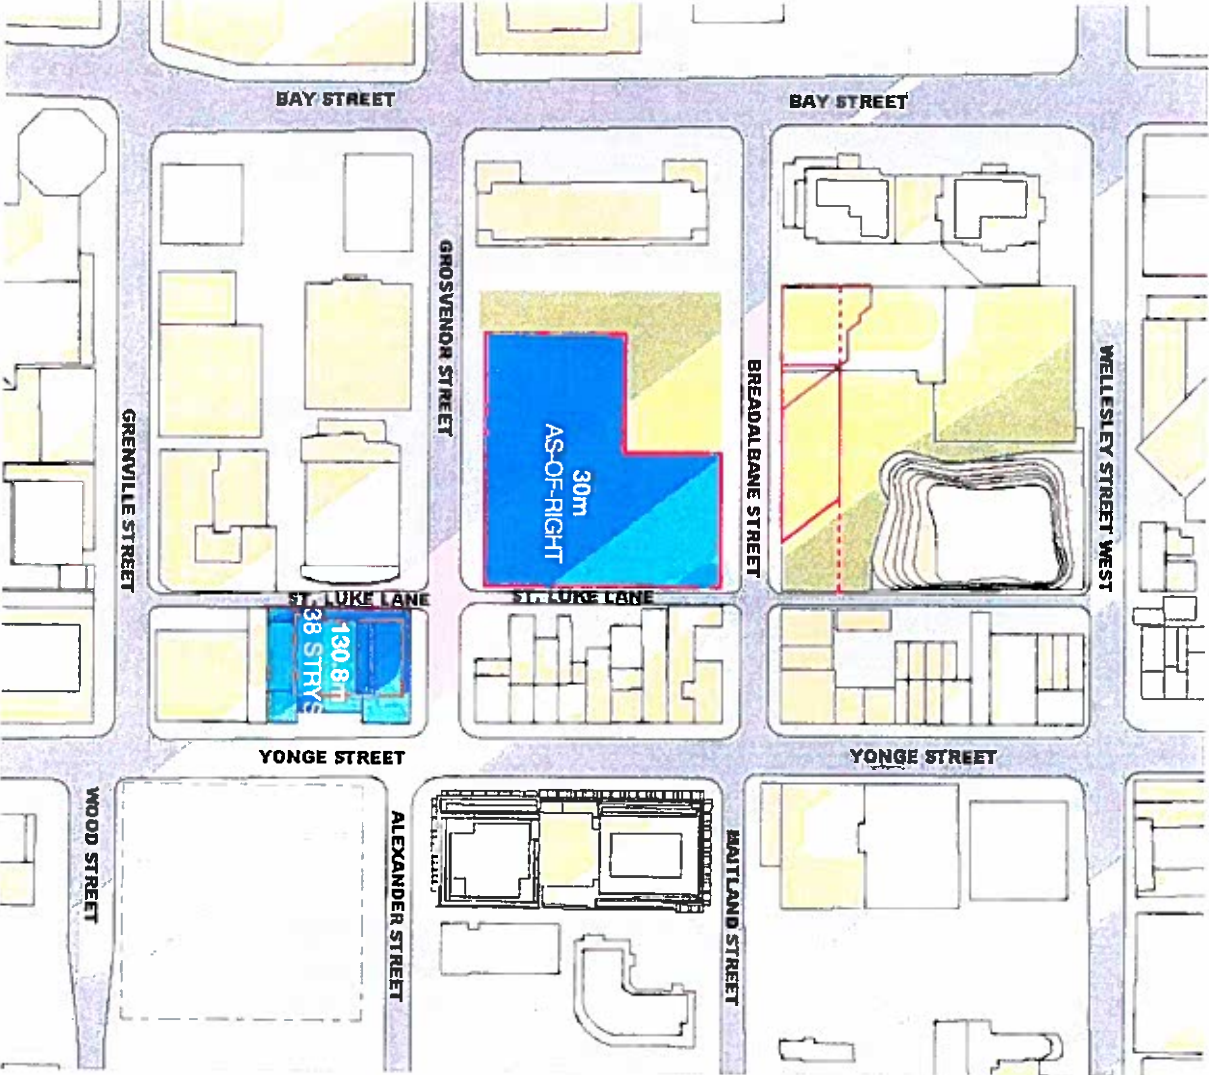 BAY STREET
BAY STREET
GROSVENOR STREET
BREADALBANE STREET
WELLESLEY STREET WEST
GRENVILLE STREET
30m
AS-OF-RIGHT
ST. LUKE LANE
ST. LUKE LANE
130.8m
38 STRYS
YONGE STREET
YONGE STREET
WOOD STREET
ALEXANDER STREET
MAITLAND STREET